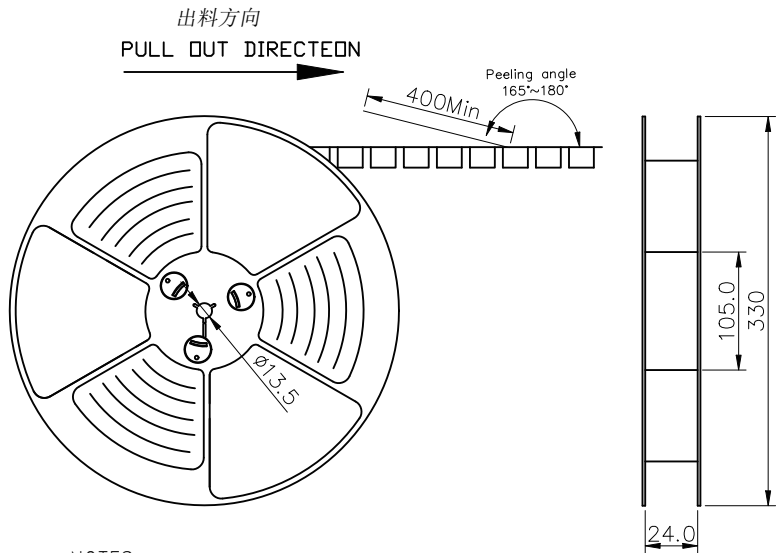 出料方向
PULL OUT DIRECTEON
Peeling angle
165°~180°
400Min
105.0
330
Ø13.5
24.0
NOTES